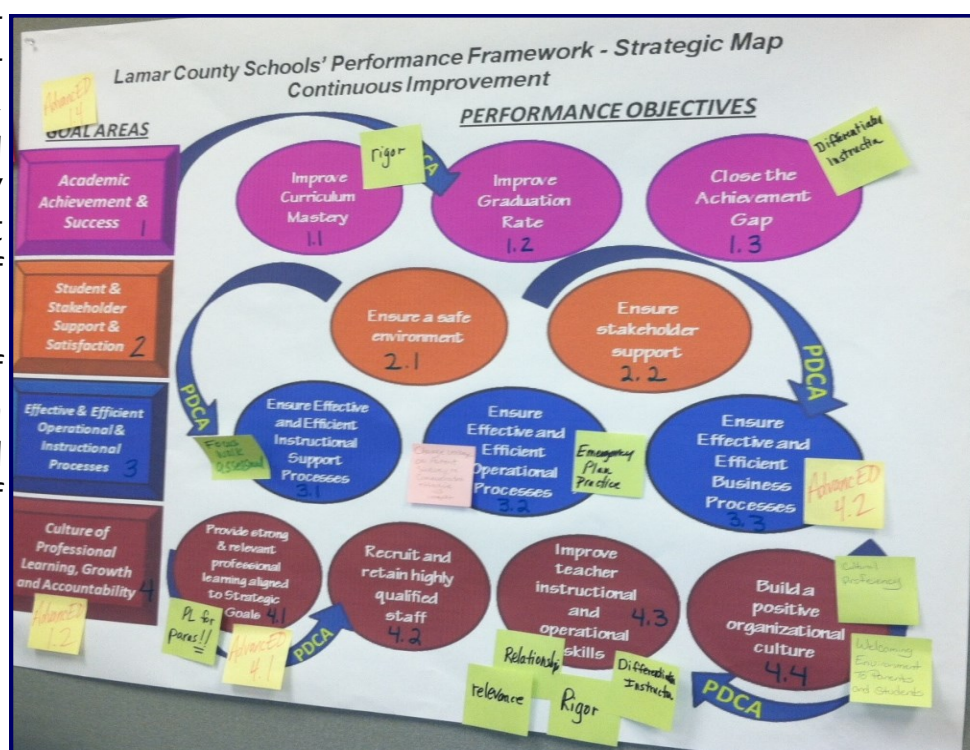 Lamar County Schools' Performance Framework - Strategic Map
Continuous Improvement
AdvancED
1.4
GOAL AREAS
PERFORMANCE OBJECTIVES
Academic
Achievement &
Success 1
Improve
Curriculum
Mastery
1.1
rigor
PDCA
Improve
Graduation
Rate
1.2
Close the
Achievement
Gap
1.3
Student &
Stakeholder
Support &
Satisfaction 2
Ensure a safe
environment
2.1
Ensure
stakeholder
support
2.2
PDCA
PDCA
Effective & Efficient
Operational &
Instructional
Processes 3
Ensure Effective
and Efficient
Instructional
Support
Processes
3.1
Focus
Walk
Ensure
Effective and
Efficient
Operational
Processes
3.2
Emergency
Plan
Practice
Ensure
Effective and
Efficient
Business
Processes
3.3
AdvancED
4.2
Culture of
Professional
Learning, Growth
and Accountability 4
AdvancED
1.2
Provide strong
& relevant
professional
learning aligned
to Strategic
Goals 4.1
PL for
paras!!
AdvancED
4.1
PDCA
Recruit and
retain highly
qualified
staff
4.2
Improve
teacher
instructional
and
operational
skills
4.3
Relationship
relevance
Rigor
Build a
positive
organizational
culture
4.4
Cultural
Proficiency
Welcoming
Environment
To Parents
and Students
PDCA